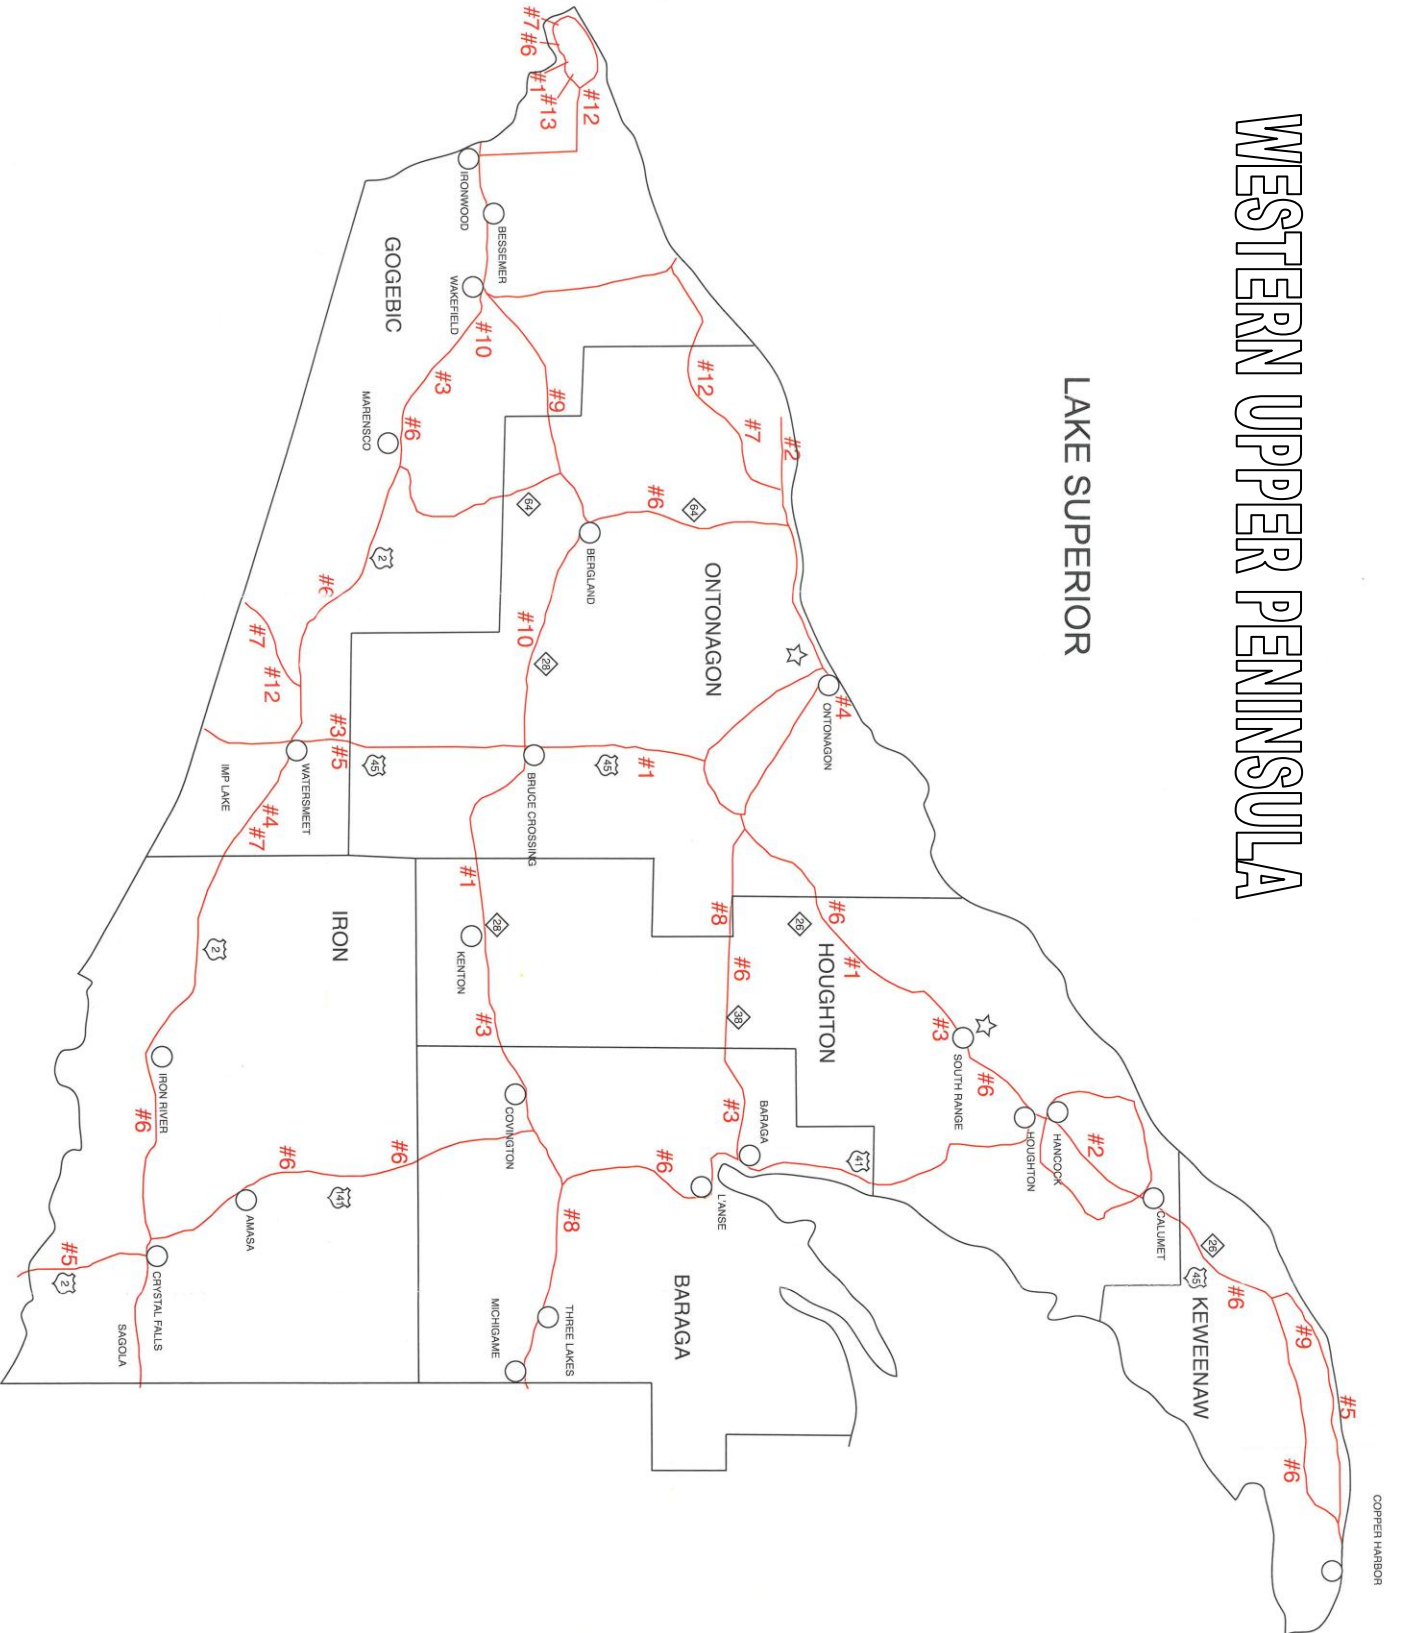 WESTERN UPPER PENINSULA
LAKE SUPERIOR
COPPER HARBOR
#5
#9
#6
#6
KEWEENAW
26
45
CALUMET
#2
HANCOCK
HOUGHTON
#6
SOUTH RANGE
#3
#1
#6
26
HOUGHTON
41
#4
ONTONAGON
ONTONAGON
#2
#7
#12
64
#6
BERGLAND
#10
28
#1
45
BRUCE CROSSING
#8
#6
38
#3
BARAGA
L'ANSE
#6
BARAGA
#8
THREE LAKES
MICHIGAME
COVINGTON
#3
28
KENTON
#1
#7
#6
#1
#13
#12
IRONWOOD
BESSEMER
WAKEFIELD
#10
#9
#3
GOGEBIC
MARENSCO
#6
64
2
#6
#7
#12
#3
#5
45
WATERSMEET
IMP LAKE
#4
#7
IRON
2
IRON RIVER
#6
#6
#6
141
AMASA
CRYSTAL FALLS
SAGOLA
#5
2